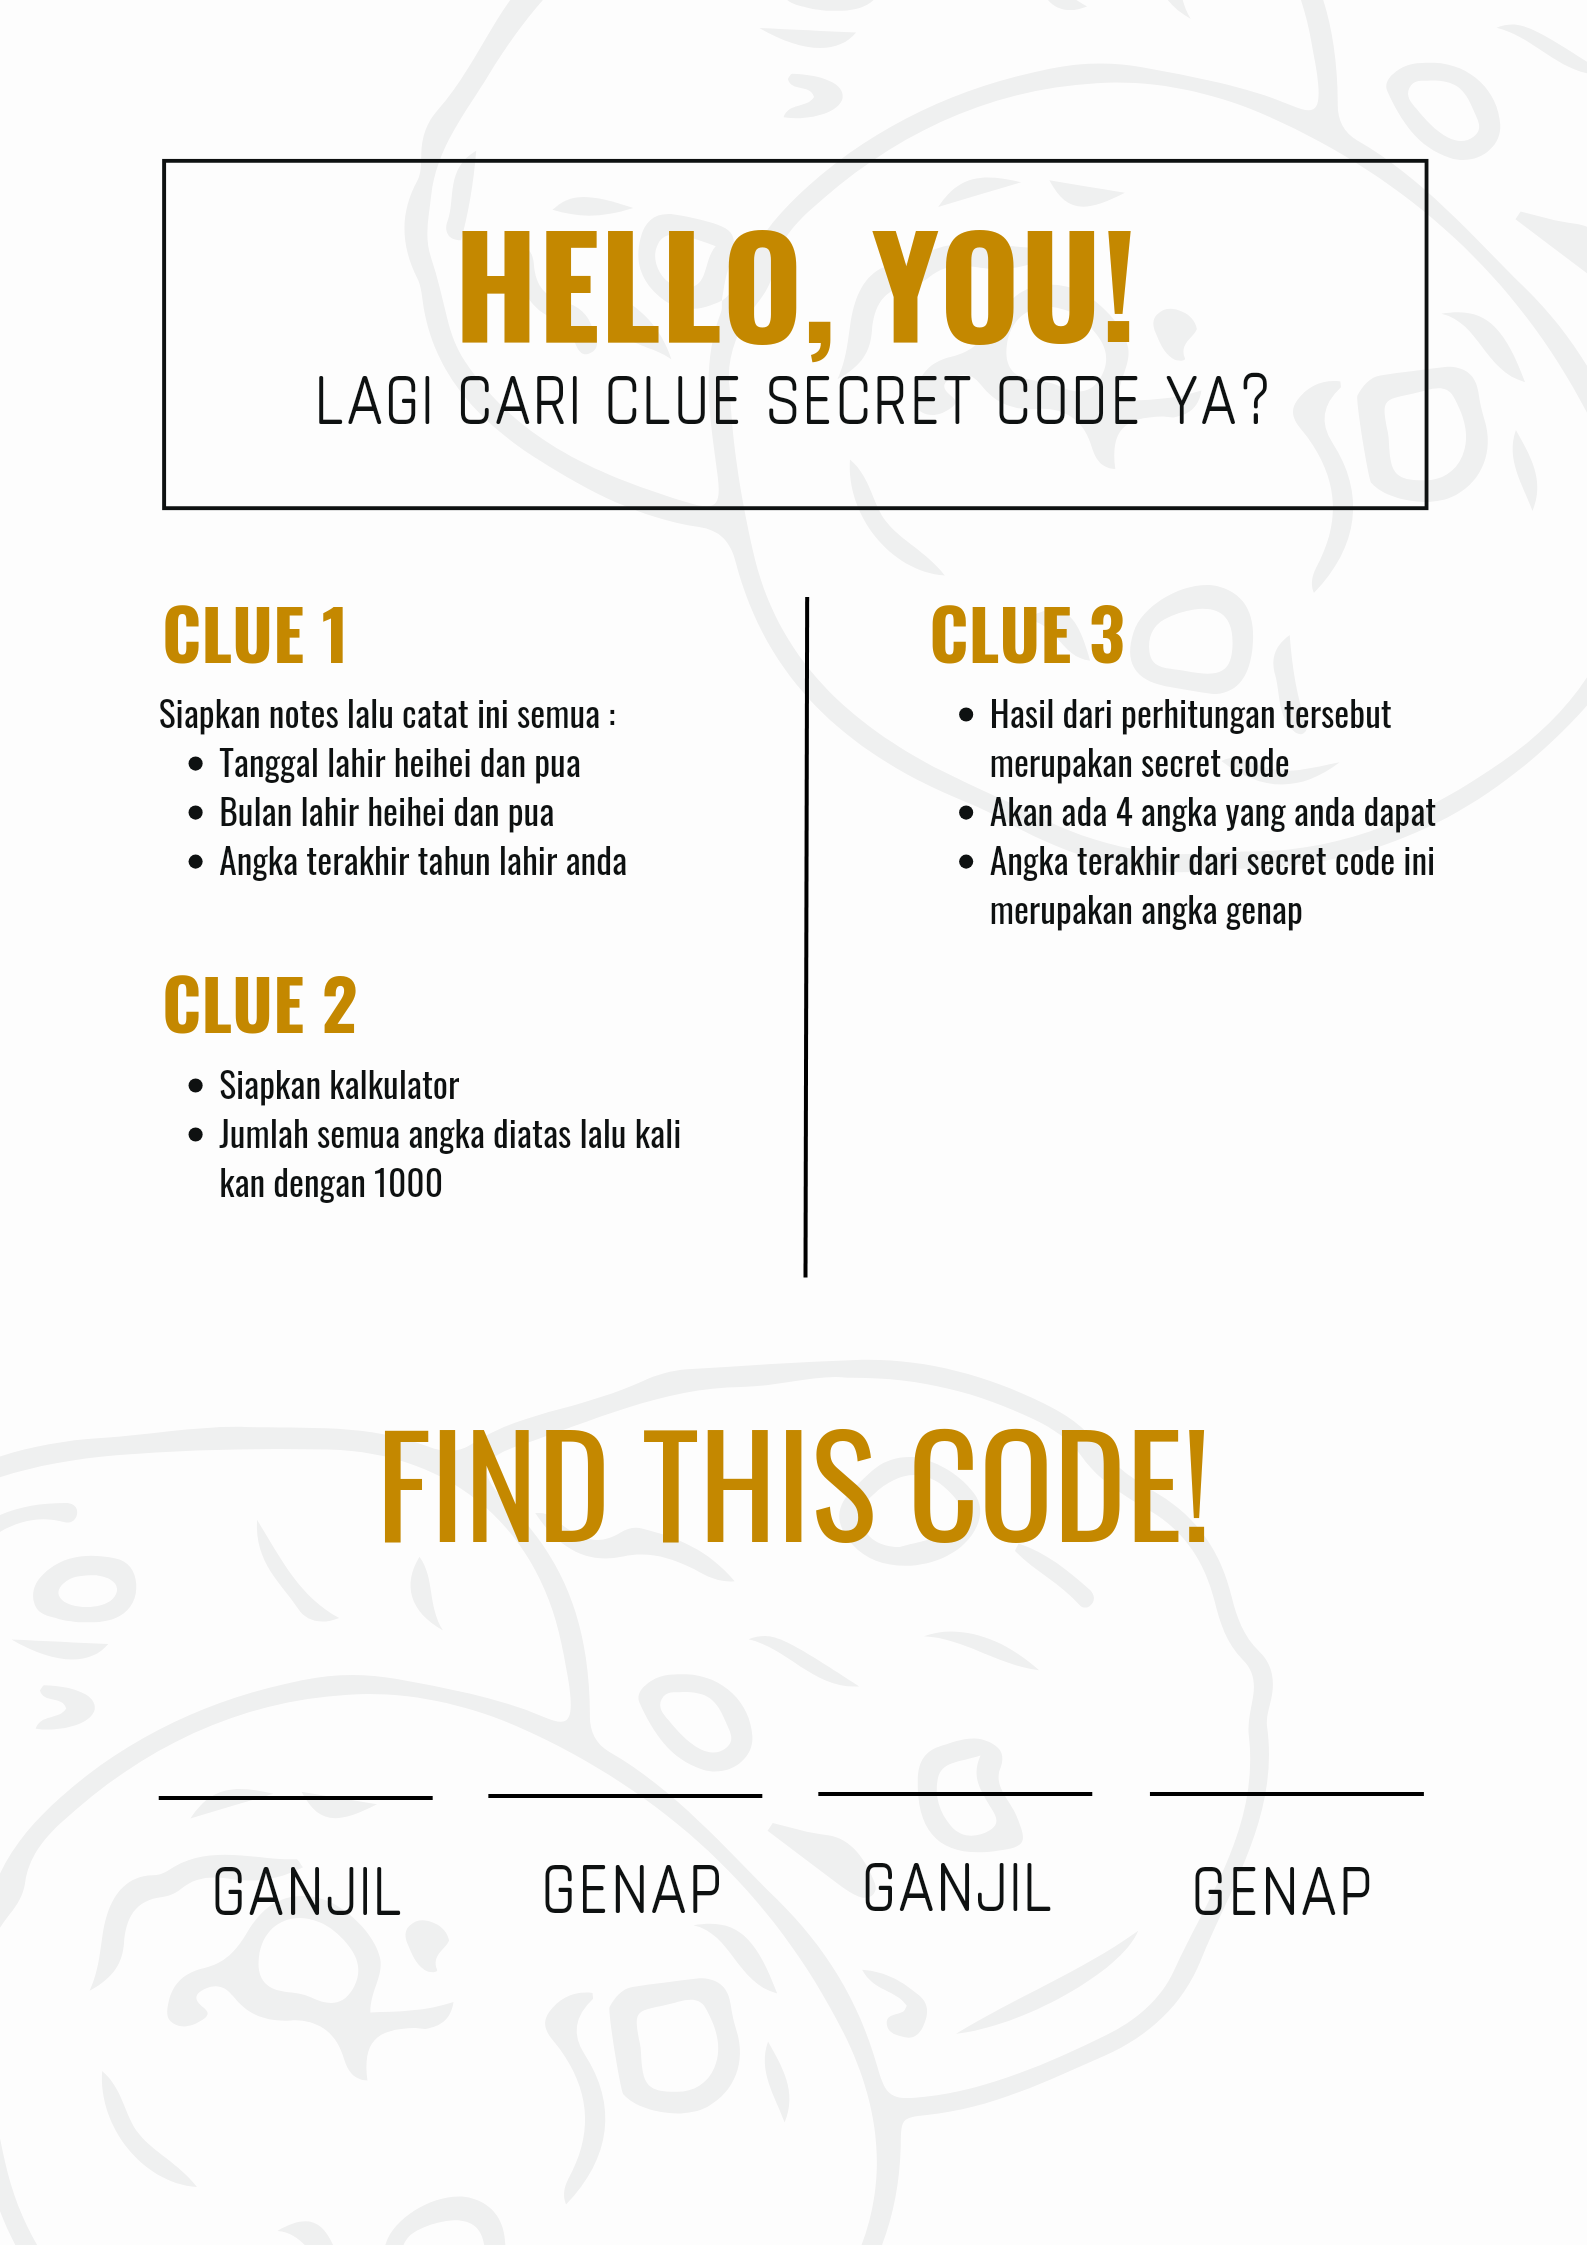 HELLO, YOU!
LAGI CARI CLUE SECRET CODE YA?
CLUE 1
Siapkan notes lalu catat ini semua :
• Tanggal lahir heihei dan pua
• Bulan lahir heihei dan pua
• Angka terakhir tahun lahir anda
CLUE 2
• Siapkan kalkulator
• Jumlah semua angka diatas lalu kali
kan dengan 1000
CLUE 3
• Hasil dari perhitungan tersebut
merupakan secret code
• Akan ada 4 angka yang anda dapat
• Angka terakhir dari secret code ini
merupakan angka genap
FIND THIS CODE!
GANJIL GENAP GANJIL GENAP